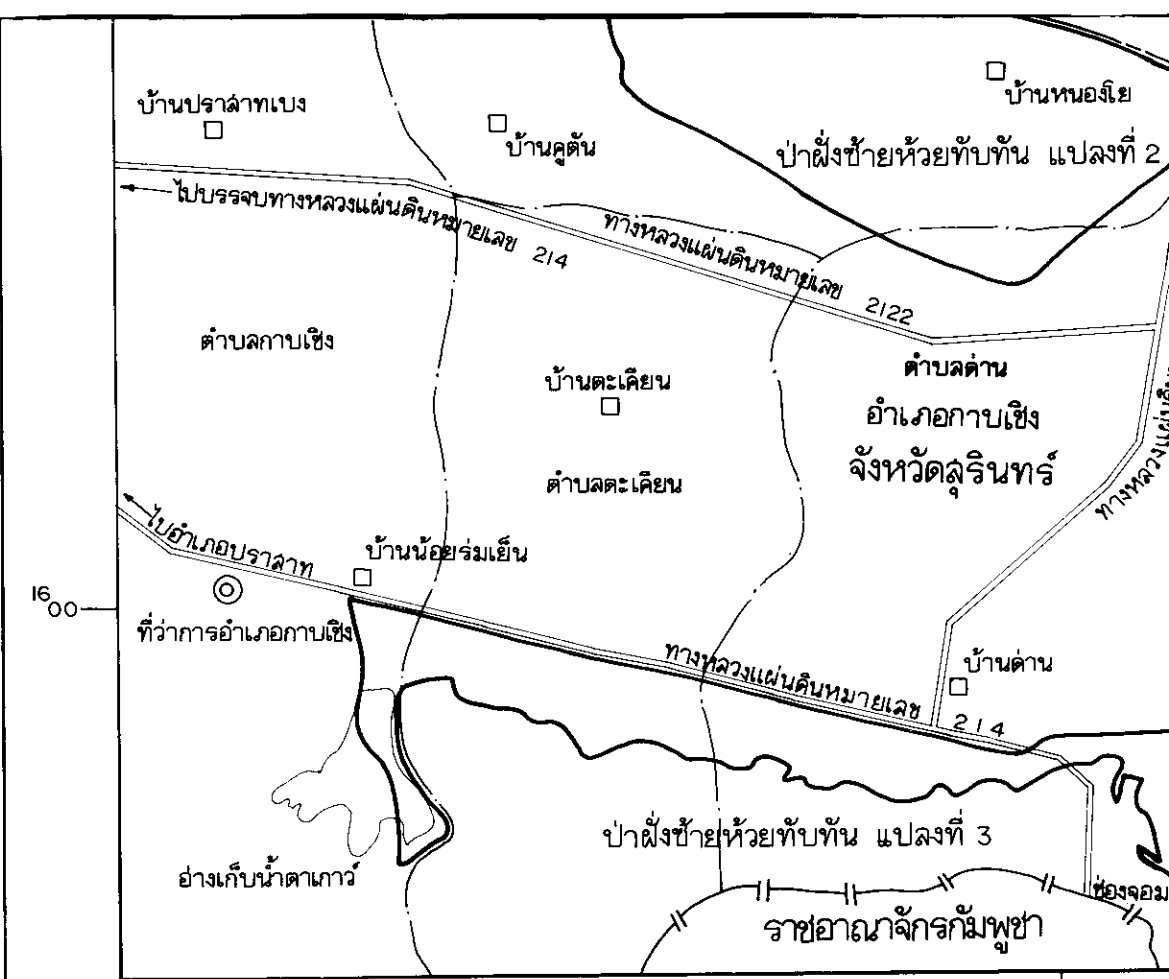 บ้านปราสาทเบง
บ้านคูตัน
บ้านหนองโย
ป่าฝั่งซ้ายห้วยทับทัน แปลงที่ 2
ไปบรรจบทางหลวงแผ่นดินหมายเลข 214
ทางหลวงแผ่นดินหมายเลข 2122
ตำบลกาบเชิง
บ้านตะเคียน
ตำบลด่าน
อำเภอกาบเชิง
จังหวัดสุรินทร์
ตำบลตะเคียน
ทางหลวงแผ่นดิน
ไปอำเภอปราสาท
บ้านน้อยร่มเย็น
1600
ที่ว่าการอำเภอกาบเชิง
ทางหลวงแผ่นดินหมายเลข 214
บ้านด่าน
ป่าฝั่งซ้ายห้วยทับทัน แปลงที่ 3
อ่างเก็บน้ำตาเกาว์
ช่องจอม
ราชอาณาจักรกัมพูชา